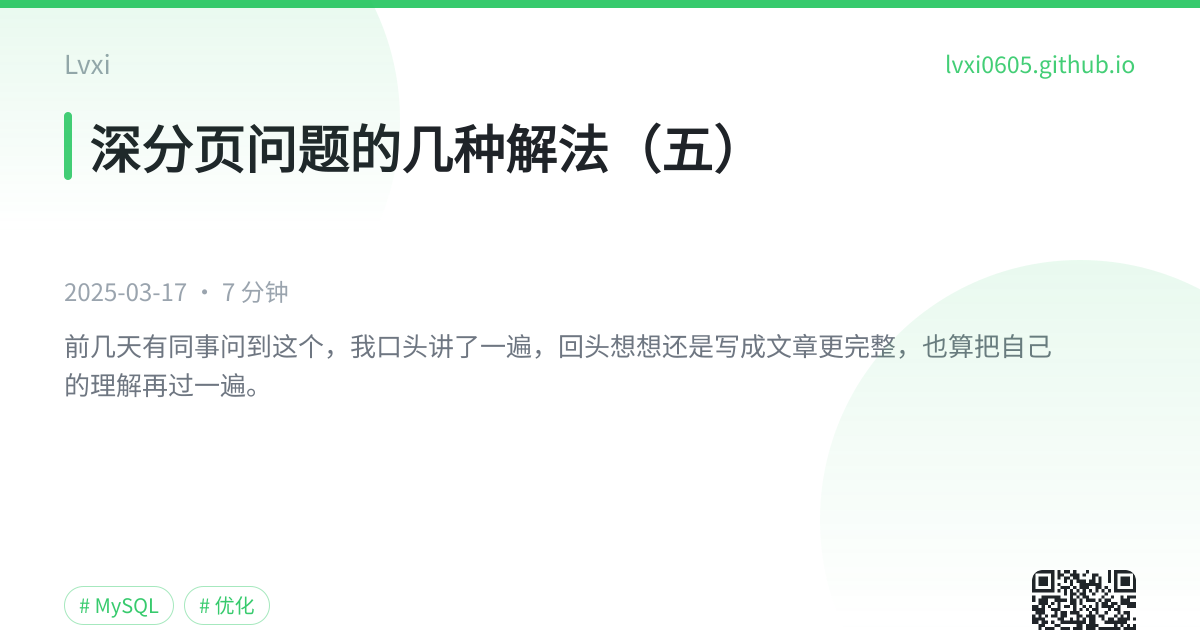 Lvxi
lvxi0605.github.io
深分页问题的几种解法（五）
2025-03-17 · 7 分钟
前几天有同事问到这个，我口头讲了一遍，回头想想还是写成文章更完整，也算把自己
的理解再过一遍。
# MySQL
# 优化